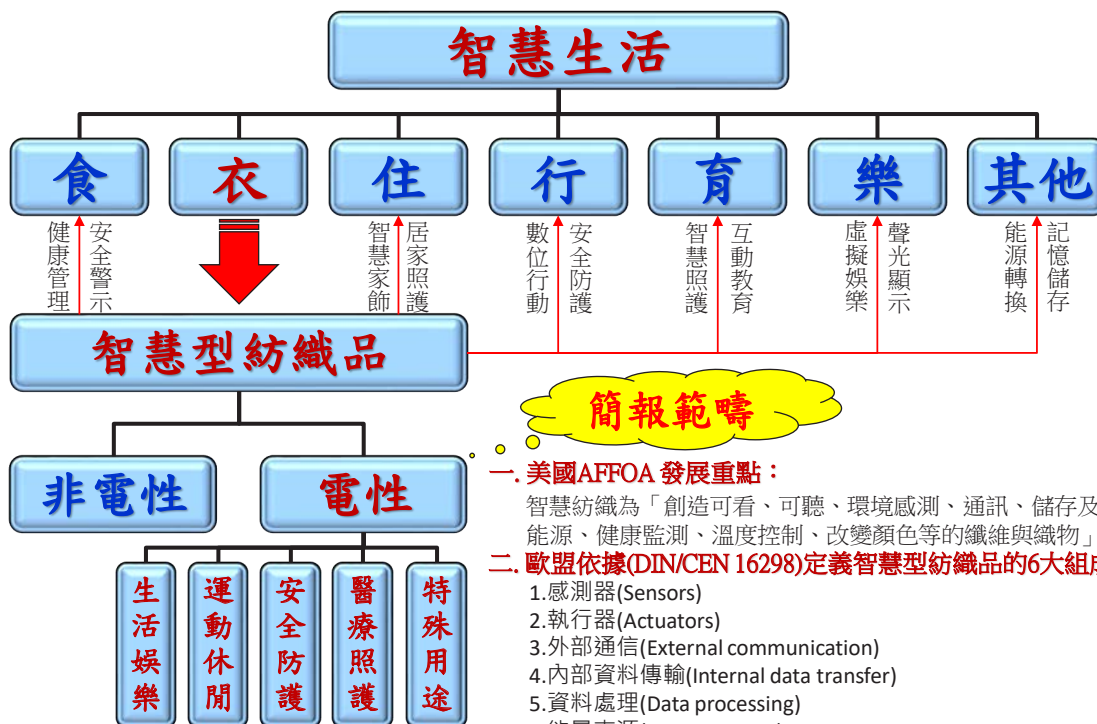 智慧生活
食
衣
住
行
育
樂
其他
健康管理
安全警示
智慧家飾
居家照護
數位行動
安全防護
智慧照護
互動教育
虛擬娛樂
聲光顯示
能源轉換
記憶儲存
智慧型紡織品
簡報範疇
非電性
電性
生活娛樂
運動休閒
安全防護
醫療照護
特殊用途
一. 美國AFFOA 發展重點：
智慧紡織為「創造可看、可聽、環境感測、通訊、儲存及
能源、健康監測、溫度控制、改變顏色等的纖維與織物」
二. 歐盟依據(DIN/CEN 16298)定義智慧型紡織品的6大組成
1.感測器(Sensors)
2.執行器(Actuators)
3.外部通信(External communication)
4.內部資料傳輸(Internal data transfer)
5.資料處理(Data processing)